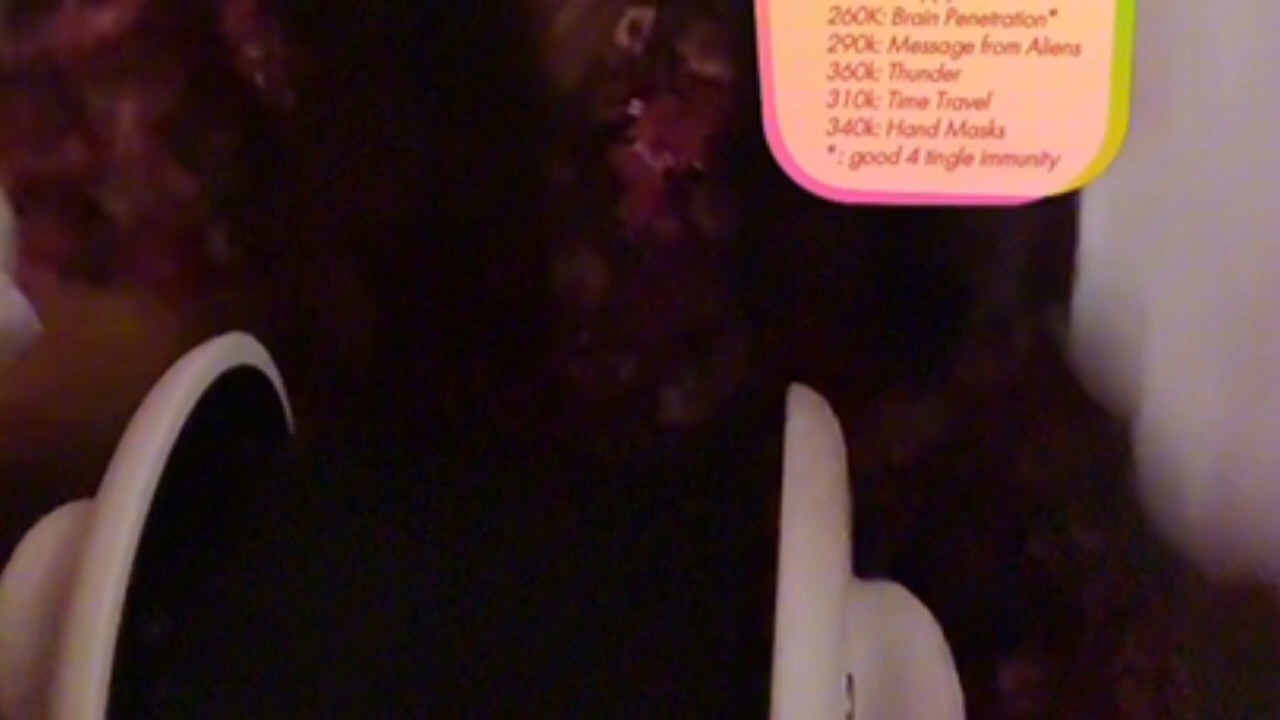 260K: Brain Penetration*
290k: Message from Aliens
360k: Thunder
310k: Time Travel
340k: Hand Masks
* : good 4 tingle immunity